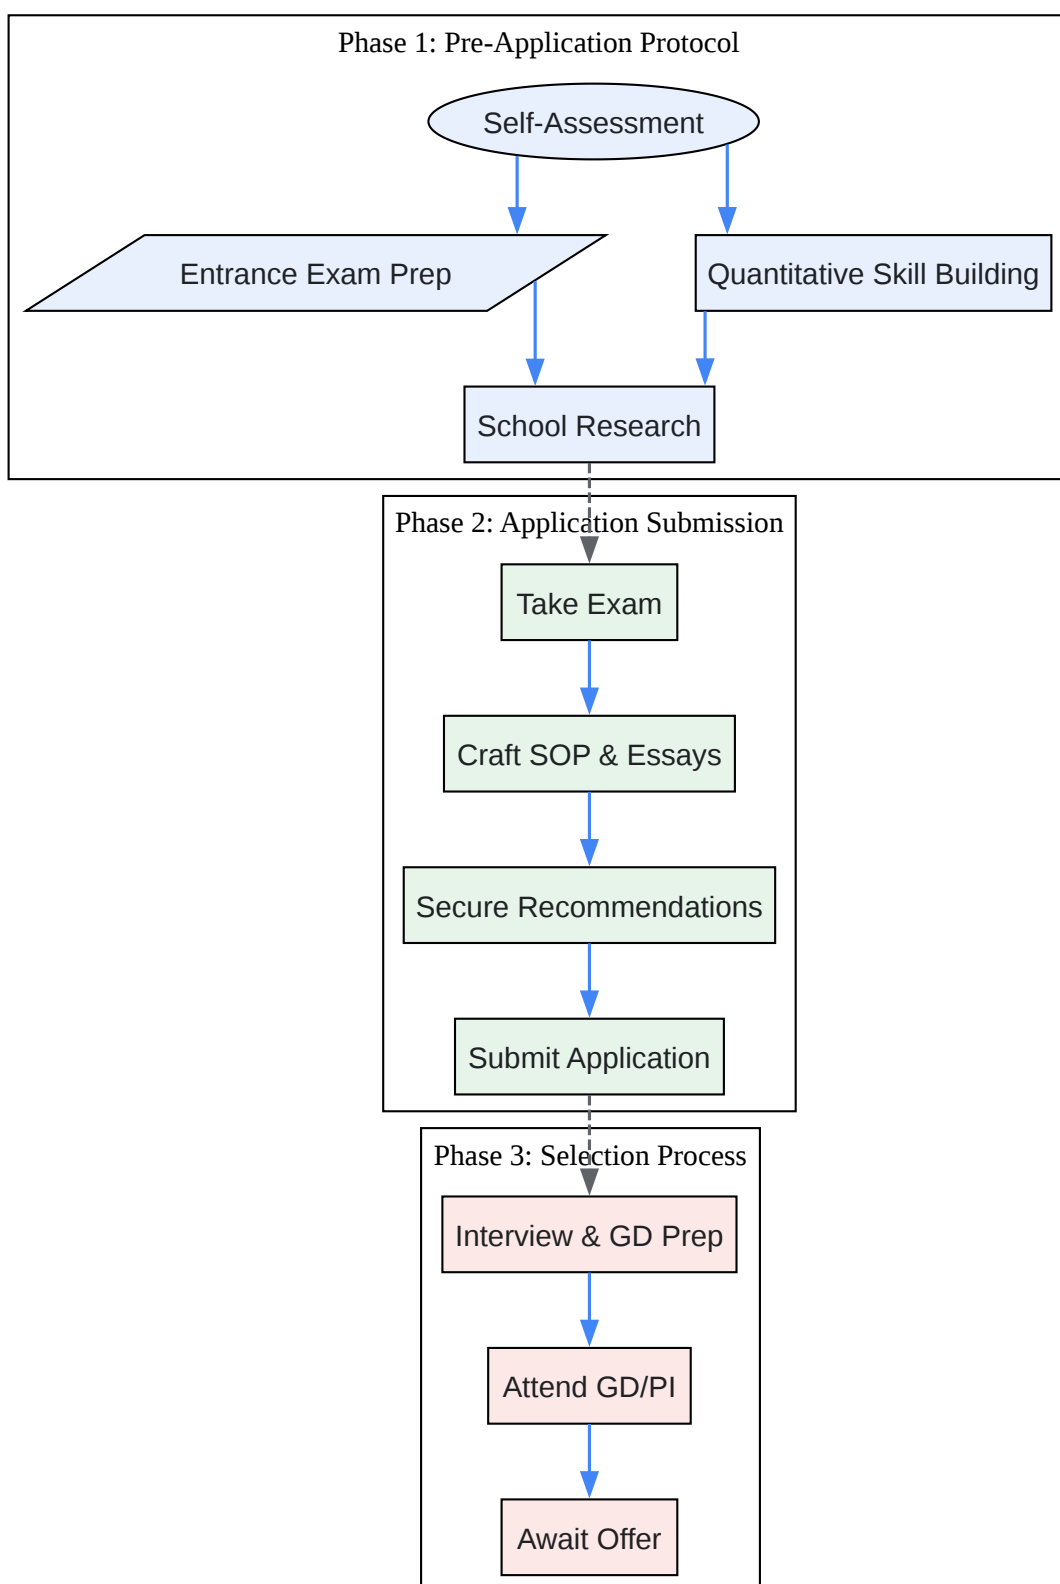 Phase 1: Pre-Application Protocol
Self-Assessment
Entrance Exam Prep
Quantitative Skill Building
School Research
Phase 2: Application Submission
Take Exam
Craft SOP & Essays
Secure Recommendations
Submit Application
Phase 3: Selection Process
Interview & GD Prep
Attend GD/PI
Await Offer